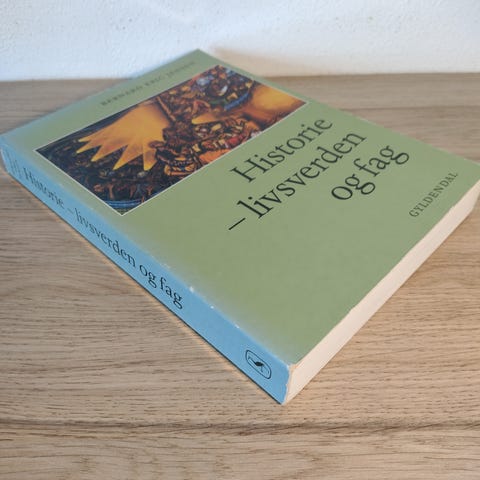 BERNARD ERIC JENSEN
Historie
– livsverden
og fag
GYLDENDAL
Historie – livsverden og fag